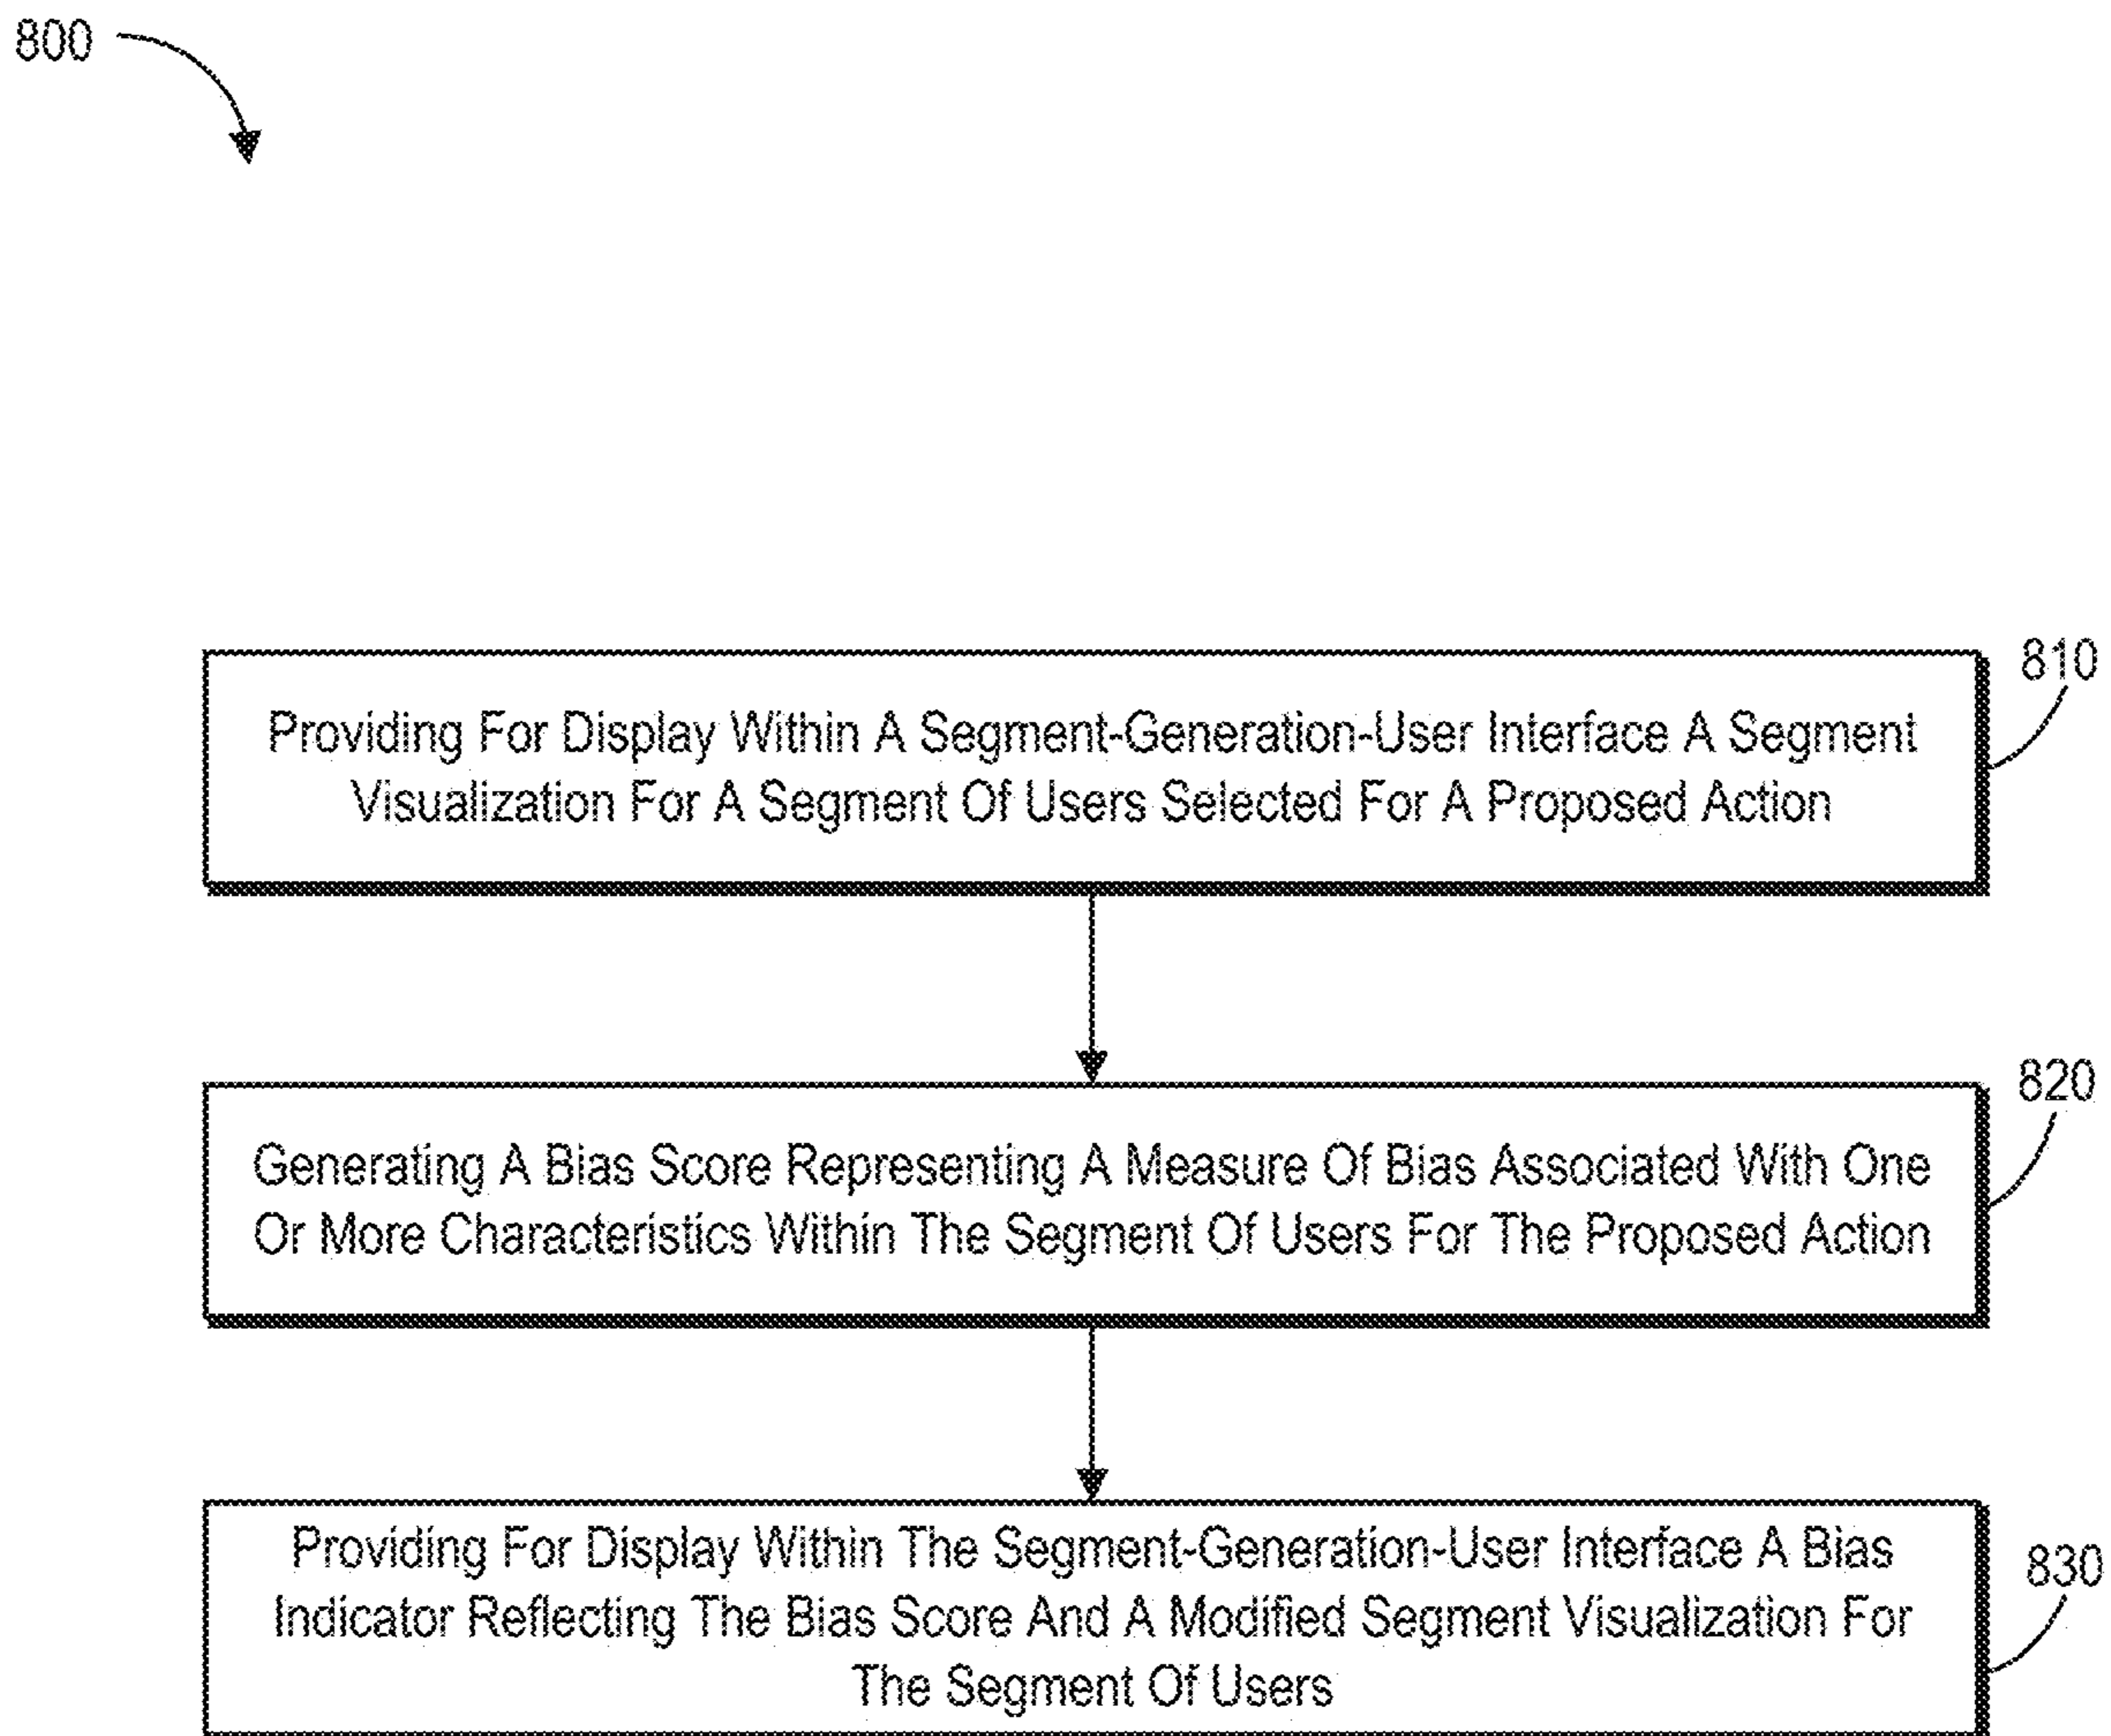 800
810
Providing For Display Within A Segment-Generation-User Interface A Segment
Visualization For A Segment Of Users Selected For A Proposed Action
820
Generating A Bias Score Representing A Measure Of Bias Associated With One
Or More Characteristics Within The Segment Of Users For The Proposed Action
830
Providing For Display Within The Segment-Generation-User Interface A Bias
Indicator Reflecting The Bias Score And A Modified Segment Visualization For
The Segment Of Users